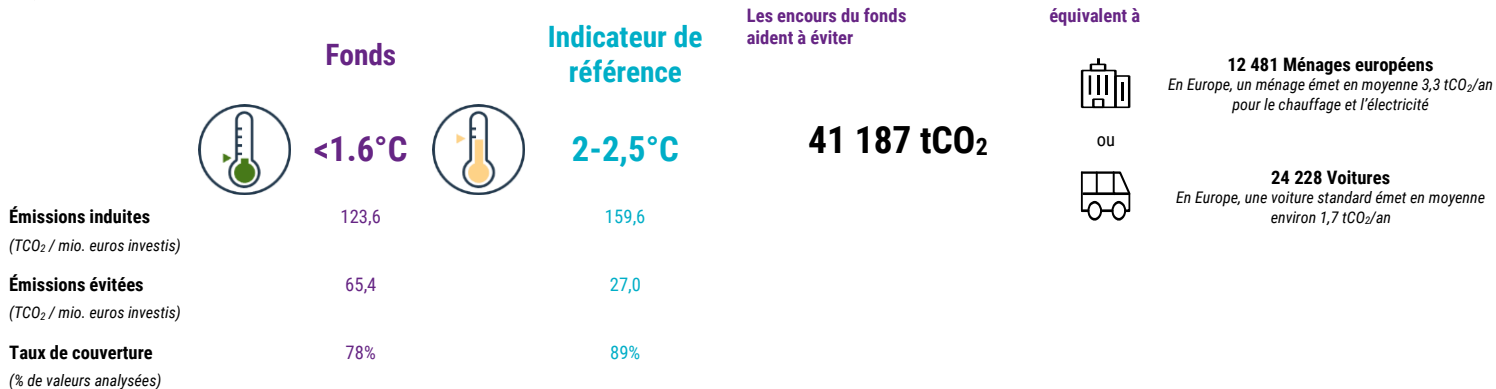 Fonds
Indicateur de
référence
<1.6°C
2-2,5°C
Émissions induites
(TCO₂ / mio. euros investis)
123,6
159,6
Émissions évitées
(TCO₂ / mio. euros investis)
65,4
27,0
Taux de couverture
(% de valeurs analysées)
78%
89%
Les encours du fonds
aident à éviter
41 187 tCO₂
équivalent à
12 481 Ménages européens
En Europe, un ménage émet en moyenne 3,3 tCO₂/an
pour le chauffage et l'électricité
ou
24 228 Voitures
En Europe, une voiture standard émet en moyenne
environ 1,7 tCO₂/an